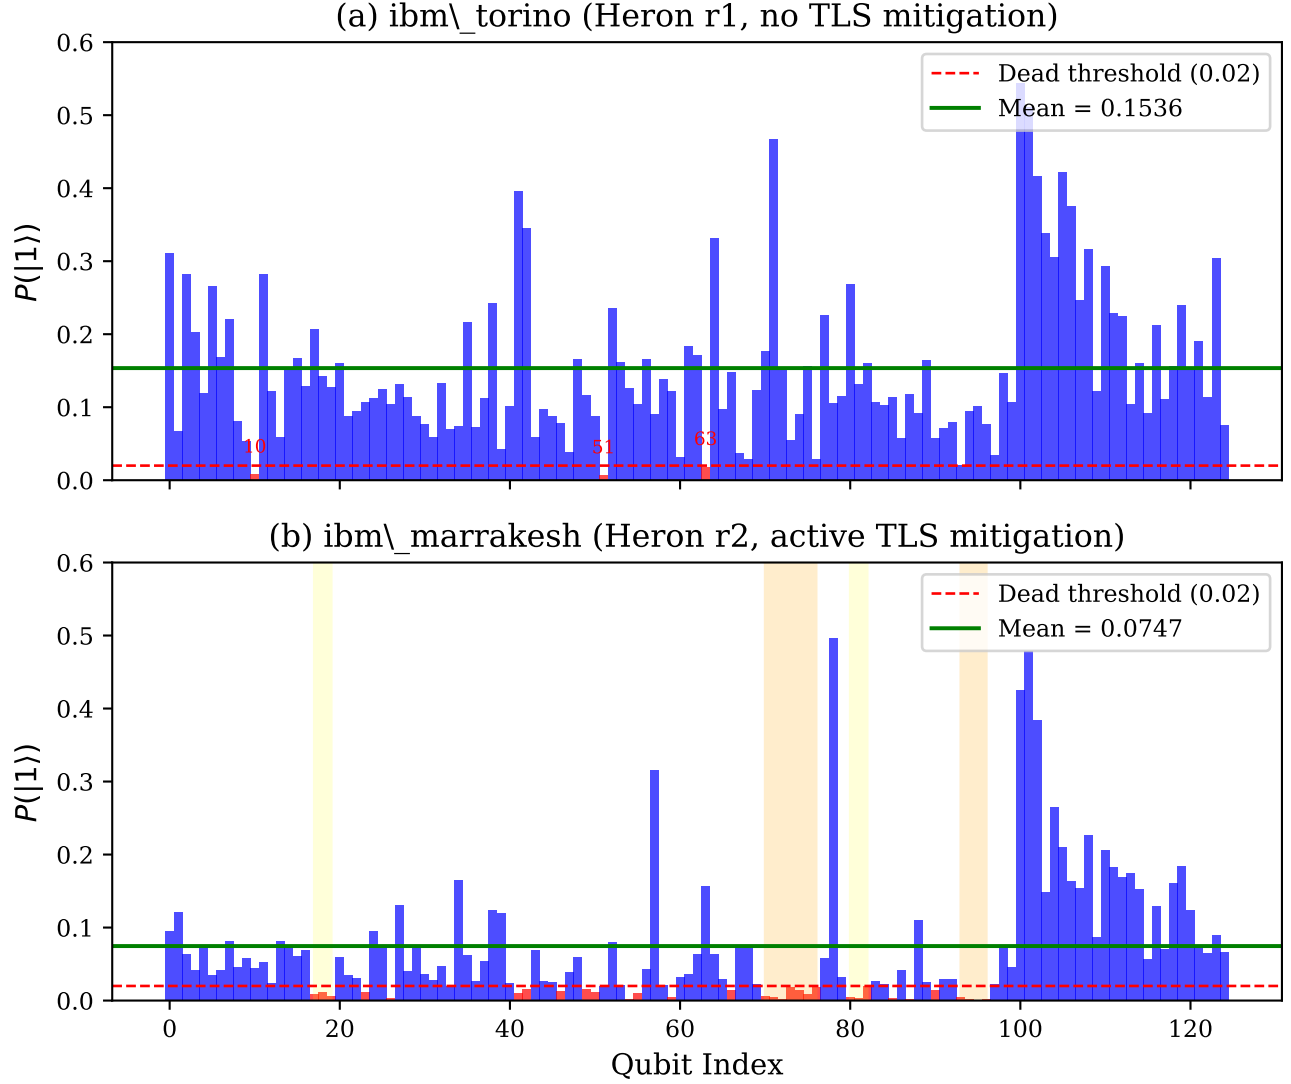 (a) ibm\_torino (Heron r1, no TLS mitigation)
0.6
0.5
0.4
0.3
0.2
0.1
0.0
P(|1⟩)
Dead threshold (0.02)
Mean = 0.1536
10
51
63
(b) ibm\_marrakesh (Heron r2, active TLS mitigation)
0.6
0.5
0.4
0.3
0.2
0.1
0.0
P(|1⟩)
Dead threshold (0.02)
Mean = 0.0747
0
20
40
60
80
100
120
Qubit Index